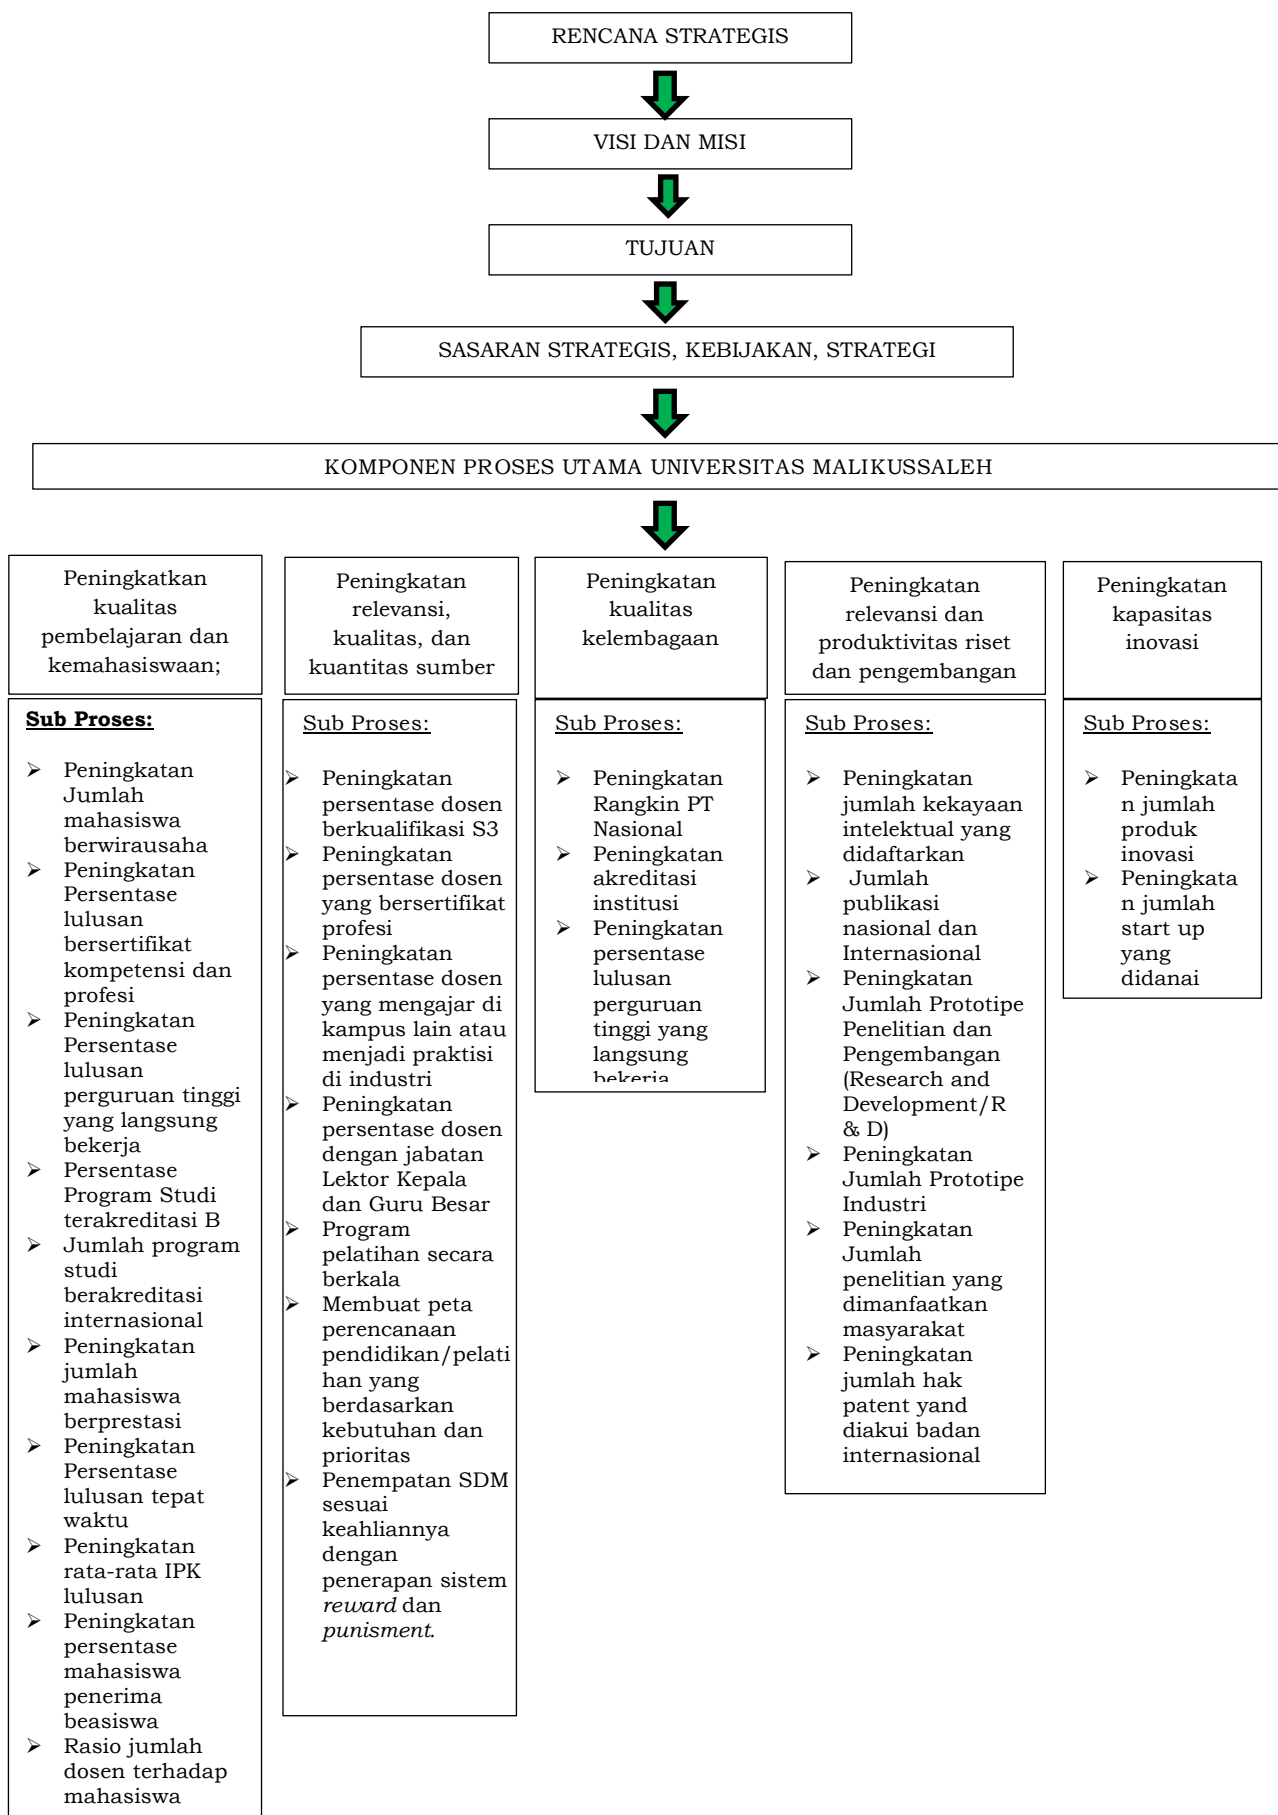 RENCANA STRATEGIS
VISI DAN MISI
TUJUAN
SASARAN STRATEGIS, KEBIJAKAN, STRATEGI
KOMPONEN PROSES UTAMA UNIVERSITAS MALIKUSSALEH
Peningkatkan
kualitas
pembelajaran dan
kemahasiswaan;
Sub Proses:
➢ Peningkatan
Jumlah
mahasiswa
berwirausaha
➢ Peningkatan
Persentase
lulusan
bersertifikat
kompetensi dan
profesi
➢ Peningkatan
Persentase
lulusan
perguruan tinggi
yang langsung
bekerja
➢ Persentase
Program Studi
terakreditasi B
➢ Jumlah program
studi
berakreditasi
internasional
➢ Peningkatan
jumlah
mahasiswa
berprestasi
➢ Peningkatan
Persentase
lulusan tepat
waktu
➢ Peningkatan
rata-rata IPK
lulusan
➢ Peningkatan
persentase
mahasiswa
penerima
beasiswa
➢ Rasio jumlah
dosen terhadap
mahasiswa
Peningkatan
relevansi,
kualitas, dan
kuantitas sumber
Sub Proses:
➢ Peningkatan
persentase dosen
berkualifikasi S3
➢ Peningkatan
persentase dosen
yang bersertifikat
profesi
➢ Peningkatan
persentase dosen
yang mengajar di
kampus lain atau
menjadi praktisi
di industri
➢ Peningkatan
persentase dosen
dengan jabatan
Lektor Kepala
dan Guru Besar
➢ Program
pelatihan secara
berkala
➢ Membuat peta
perencanaan
pendidikan/pelati
han yang
berdasarkan
kebutuhan dan
prioritas
➢ Penempatan SDM
sesuai
keahliannya
dengan
penerapan sistem
reward dan
punisment.
Peningkatan
kualitas
kelembagaan
Sub Proses:
➢ Peningkatan
Rangkin PT
Nasional
➢ Peningkatan
akreditasi
institusi
➢ Peningkatan
persentase
lulusan
perguruan
tinggi yang
langsung
bekerja
Peningkatan
relevansi dan
produktivitas riset
dan pengembangan
Sub Proses:
➢ Peningkatan
jumlah kekayaan
intelektual yang
didaftarkan
➢ Jumlah
publikasi
nasional dan
Internasional
➢ Peningkatan
Jumlah Prototipe
Penelitian dan
Pengembangan
(Research and
Development/R
& D)
➢ Peningkatan
Jumlah Prototipe
Industri
➢ Peningkatan
Jumlah
penelitian yang
dimanfaatkan
masyarakat
➢ Peningkatan
jumlah hak
patent yand
diakui badan
internasional
Peningkatan
kapasitas
inovasi
Sub Proses:
➢ Peningkata
n jumlah
produk
inovasi
➢ Peningkata
n jumlah
start up
yang
didanai